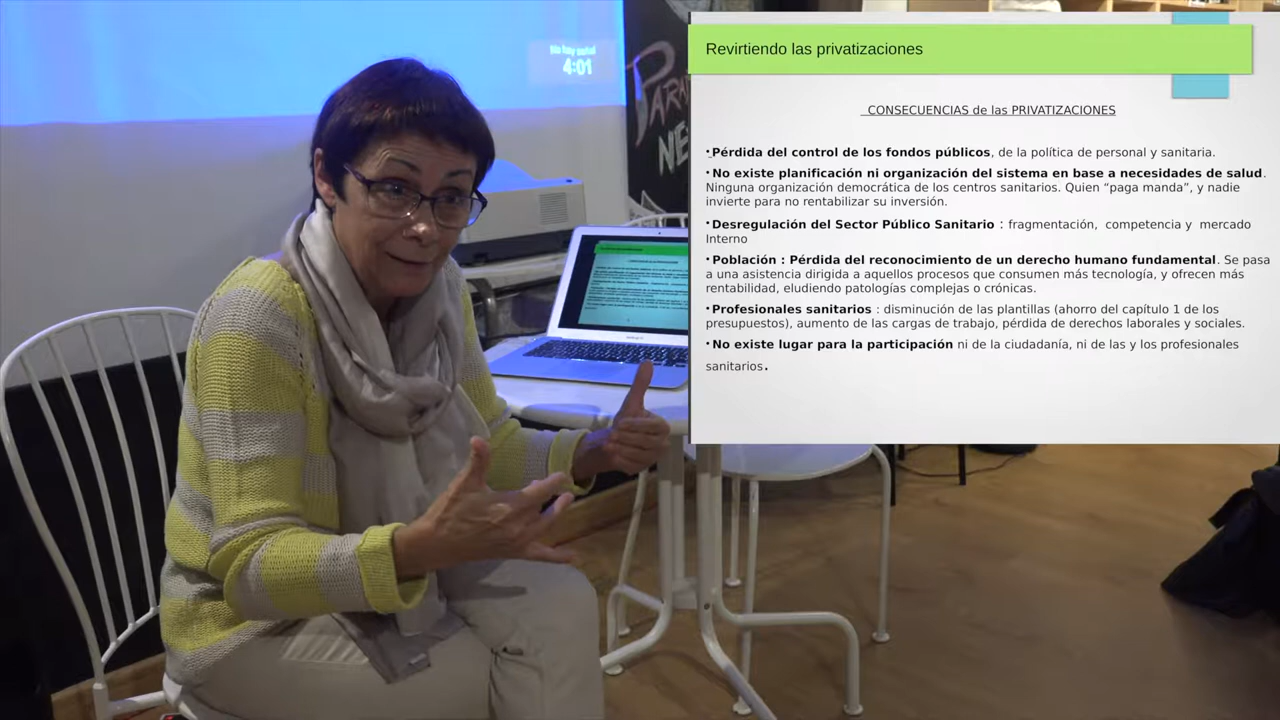 No hay señal
4:01
PARA
NE
Revirtiendo las privatizaciones
CONSECUENCIAS de las PRIVATIZACIONES
•Pérdida del control de los fondos públicos, de la política de personal y sanitaria.
•No existe planificación ni organización del sistema en base a necesidades de salud.
Ninguna organización democrática de los centros sanitarios. Quien “paga manda”, y nadie
invierte para no rentabilizar su inversión.
•Desregulación del Sector Público Sanitario : fragmentación, competencia y mercado
Interno
•Población : Pérdida del reconocimiento de un derecho humano fundamental. Se pasa
a una asistencia dirigida a aquellos procesos que consumen más tecnología, y ofrecen más
rentabilidad, eludiendo patologías complejas o crónicas.
•Profesionales sanitarios : disminución de las plantillas (ahorro del capítulo 1 de los
presupuestos), aumento de las cargas de trabajo, pérdida de derechos laborales y sociales.
•No existe lugar para la participación ni de la ciudadanía, ni de las y los profesionales
sanitarios.